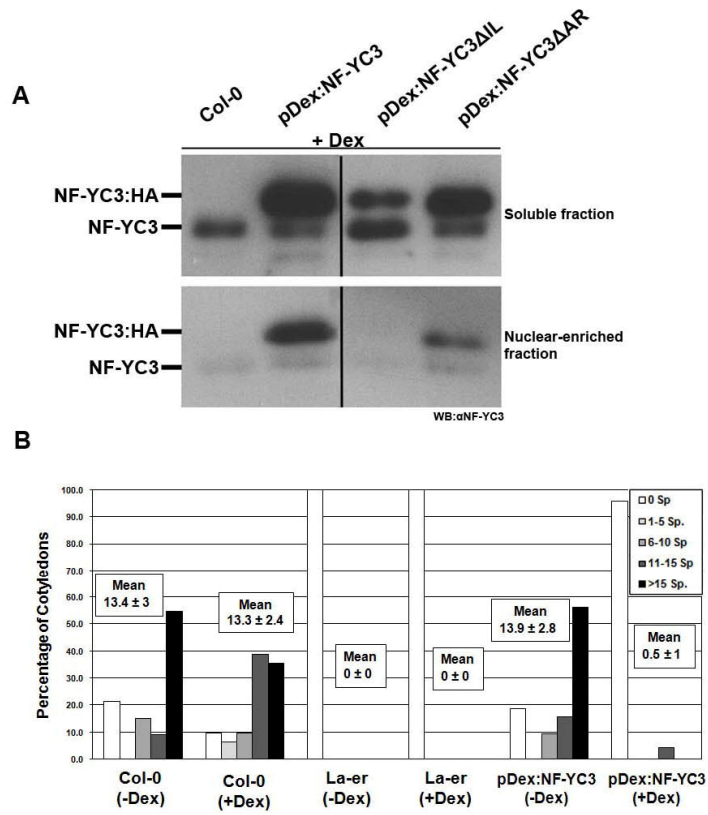 A
Col-0
pDex:NF-YC3
pDex:NF-YC3ΔIL
pDex:NF-YC3ΔAR
+ Dex
NF-YC3:HA
NF-YC3
Soluble fraction
NF-YC3:HA
NF-YC3
Nuclear-enriched
fraction
WB:αNF-YC3
B
Percentage of Cotyledons
100.0
90.0
80.0
70.0
60.0
50.0
40.0
30.0
20.0
10.0
0.0
Mean
13.4 ± 3
Mean
13.3 ± 2.4
Mean
0 ± 0
Mean
0 ± 0
Mean
13.9 ± 2.8
Mean
0.5 ± 1
0 Sp
1-5 Sp.
6-10 Sp
11-15 Sp
>15 Sp.
Col-0
(-Dex)
Col-0
(+Dex)
La-er
(-Dex)
La-er
(+Dex)
pDex:NF-YC3
(-Dex)
pDex:NF-YC3
(+Dex)